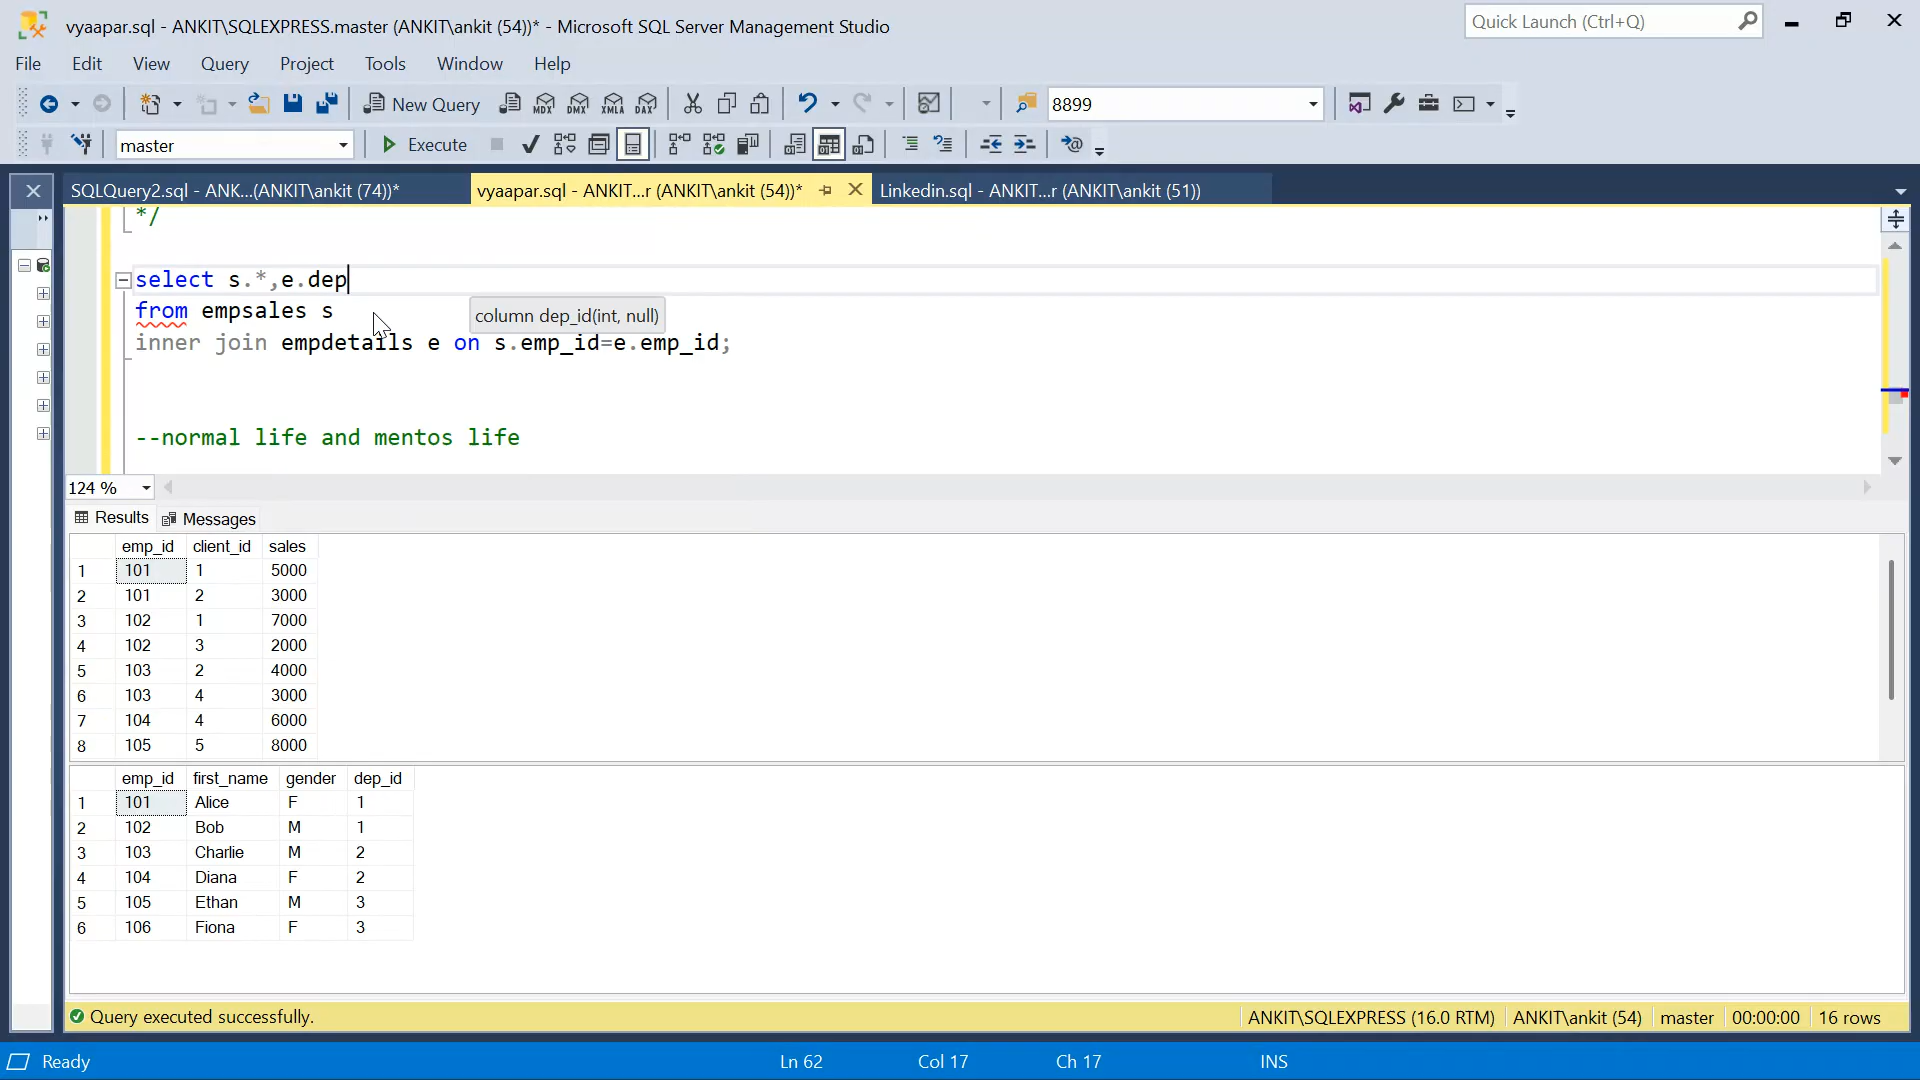 vyaapar.sql - ANKIT\SQLEXPRESS.master (ANKIT\ankit (54))* - Microsoft SQL Server Management Studio
Quick Launch (Ctrl+Q)
File Edit View Query Project Tools Window Help
New Query MDX DMX XMLA DAX 8899
master Execute
SQLQuery2.sql - ANK...(ANKIT\ankit (74))* vyaapar.sql - ANKIT...r (ANKIT\ankit (54))* Linkedin.sql - ANKIT...r (ANKIT\ankit (51))
*/
select s.*,e.dep
from empsales s
column dep_id(int, null)
inner join empdetails e on s.emp_id=e.emp_id;
--normal life and mentos life
124 %
Results Messages
emp_id client_id sales
1 101 1 5000
2 101 2 3000
3 102 1 7000
4 102 3 2000
5 103 2 4000
6 103 4 3000
7 104 4 6000
8 105 5 8000
emp_id first_name gender dep_id
1 101 Alice F 1
2 102 Bob M 1
3 103 Charlie M 2
4 104 Diana F 2
5 105 Ethan M 3
6 106 Fiona F 3
Query executed successfully. ANKIT\SQLEXPRESS (16.0 RTM) ANKIT\ankit (54) master 00:00:00 16 rows
Ready Ln 62 Col 17 Ch 17 INS